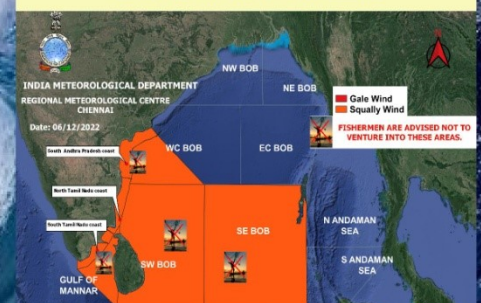 NW BOB
NE BOB
INDIA METEOROLOGICAL DEPARTMENT
REGIONAL METEOROLOGICAL CENTRE
CHENNAI
Date: 06/12/2022
Gale Wind
Squally Wind
FISHERMEN ARE ADVISED NOT TO
VENTURE INTO THESE AREAS.
South Andhra Pradesh coast
WC BOB
EC BOB
North Tamil Nadu coast
South Tamil Nadu coast
N ANDAMAN
SEA
SE BOB
SW BOB
S ANDAMAN
SEA
GULF OF
MANNAR